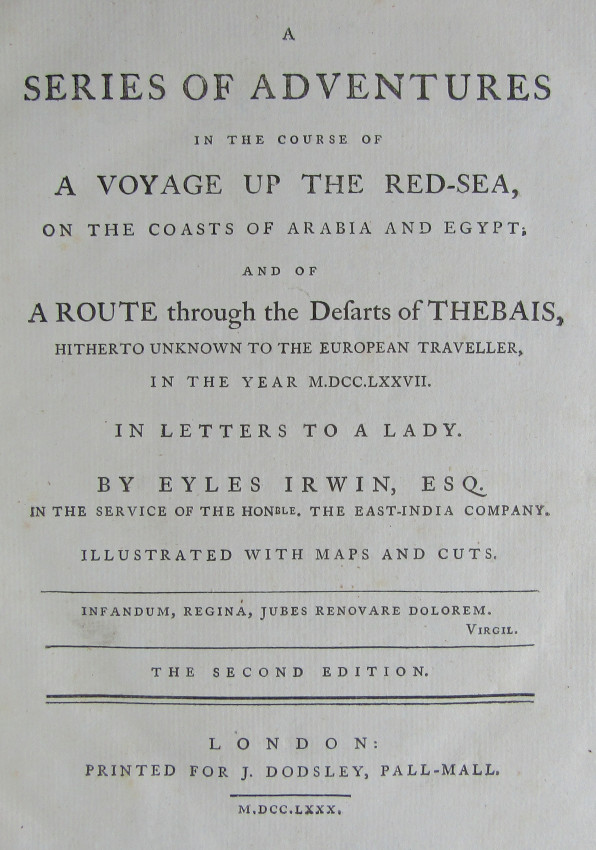 A
SERIES OF ADVENTURES
IN THE COURSE OF
A VOYAGE UP THE RED-SEA,
ON THE COASTS OF ARABIA AND EGYPT;
AND OF
A ROUTE through the Deſarts of THEBAIS,
HITHERTO UNKNOWN TO THE EUROPEAN TRAVELLER,
IN THE YEAR M.DCC.LXXVII.
IN LETTERS TO A LADY.
BY EYLES IRWIN, ESQ.
IN THE SERVICE OF THE HONBLE. THE EAST-INDIA COMPANY.
ILLUSTRATED WITH MAPS AND CUTS.
INFANDUM, REGINA, JUBES RENOVARE DOLOREM.
VIRGIL.
THE SECOND EDITION.
LONDON:
PRINTED FOR J. DODSLEY, PALL-MALL.
M.DCC.LXXX.